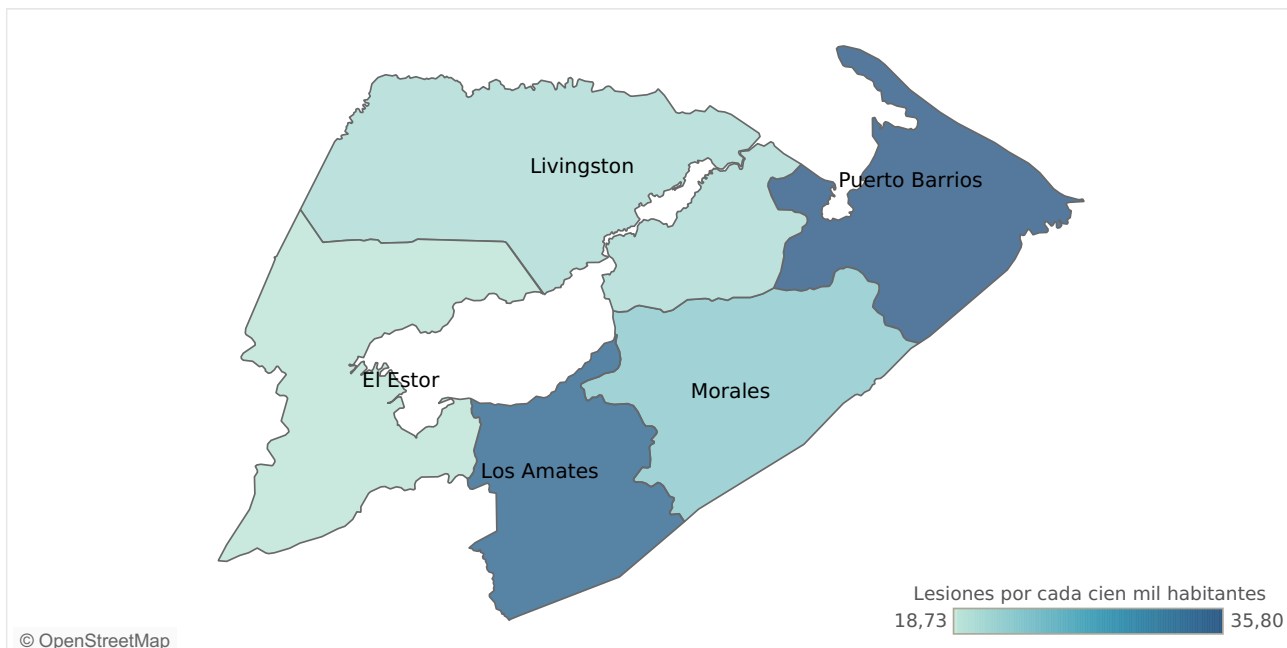 Livingston
Puerto Barrios
El Estor
Morales
Los Amates
Lesiones por cada cien mil habitantes
18,73 35,80
© OpenStreetMap